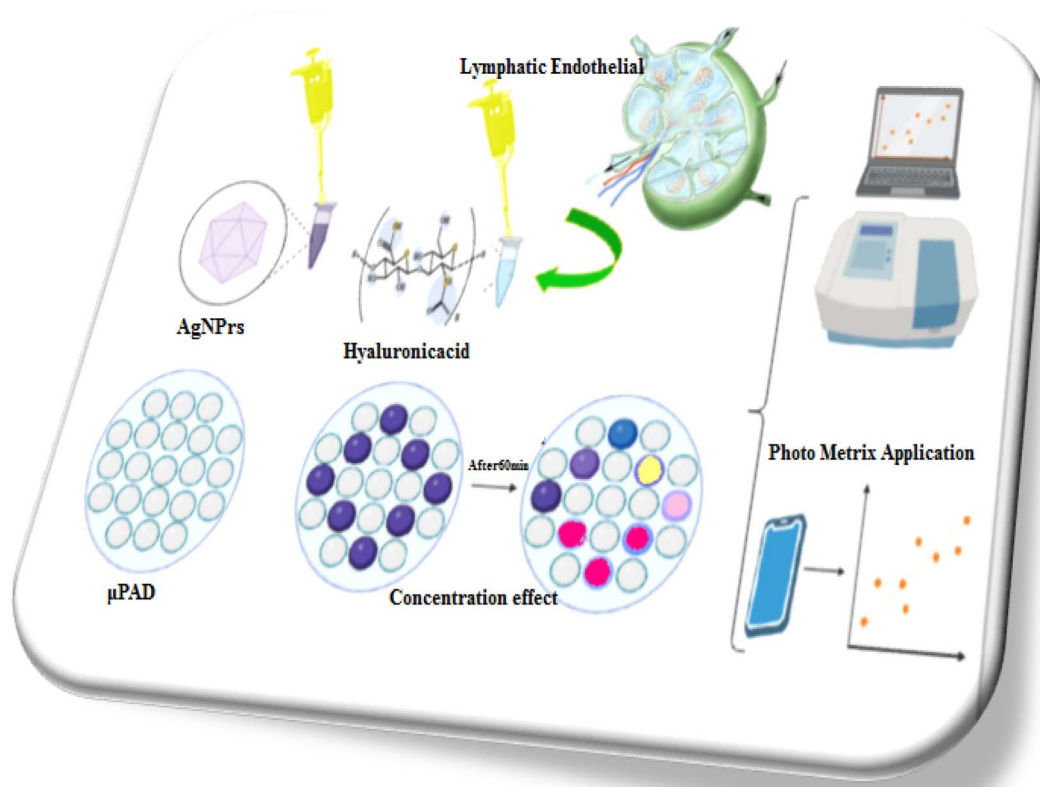 Lymphatic Endothelial
AgNPrs
Hyaluronicacid
After60min
Photo Metrix Application
µPAD
Concentration effect